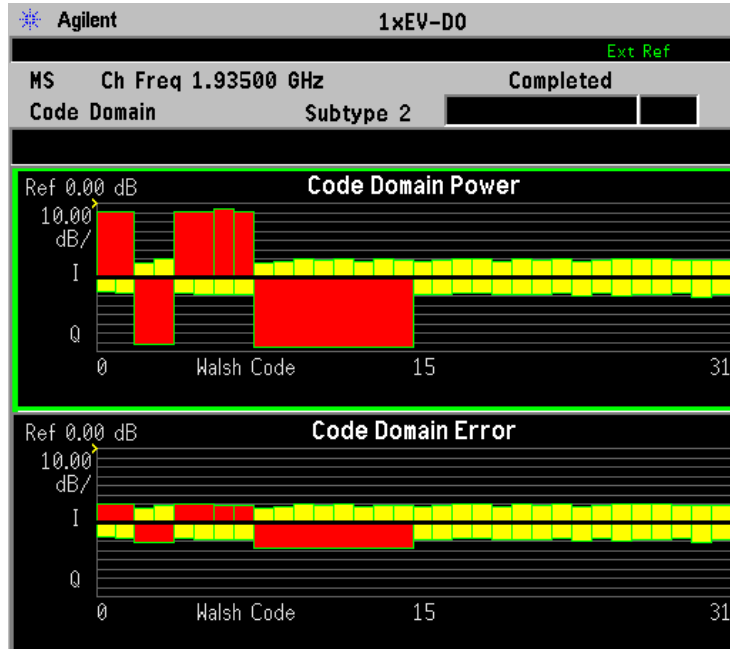 Agilent 1xEV-DO
Ext Ref
MS Ch Freq 1.93500 GHz Completed
Code Domain Subtype 2
Ref 0.00 dB Code Domain Power
10.00
dB/
I
Q
0 Walsh Code 15 31
Ref 0.00 dB Code Domain Error
10.00
dB/
I
Q
0 Walsh Code 15 31